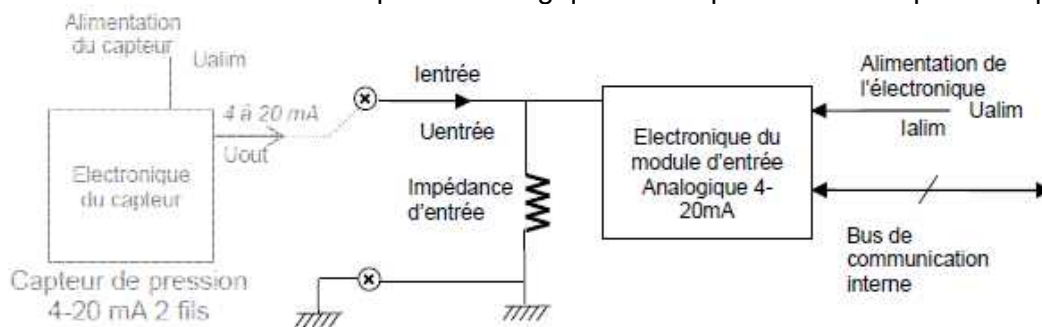 Alimentation
du capteur
Ualim
4 à 20 mA
Uout
Electronique
du capteur
Capteur de pression
4-20 mA 2 fils
Ientrée
Uentrée
Impédance
d'entrée
Electronique du
module d'entrée
Analogique 4-
20mA
Alimentation de
l'électronique
Ualim
Ialim
Bus de
communication
interne